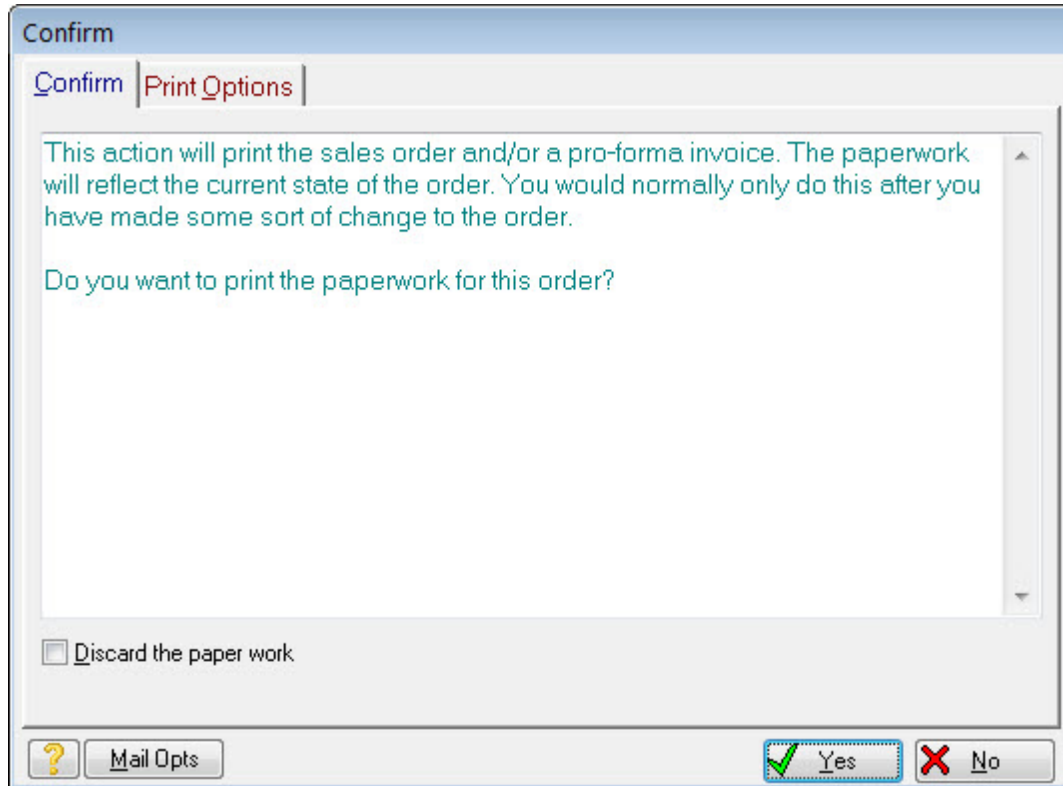 Confirm
Confirm
Print Options
This action will print the sales order and/or a pro-forma invoice. The paperwork
will reflect the current state of the order. You would normally only do this after you
have made some sort of change to the order.
Do you want to print the paperwork for this order?
Discard the paper work
?
Mail Opts
Yes
No